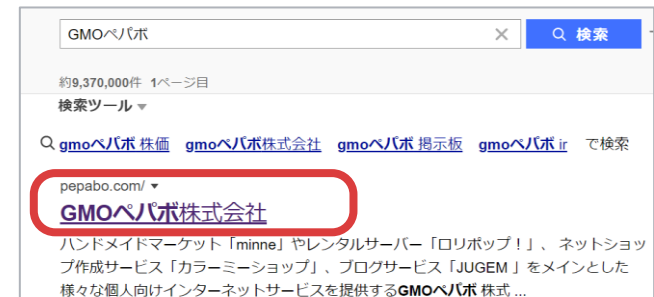 GMOペパボ
検索
約9,370,000件 1ページ目
検索ツール
gmoペパボ 株価 gmoペパボ株式会社 gmoペパボ 掲示板 gmoペパボ ir で検索
pepabo.com/
GMOペパボ株式会社
ハンドメイドマーケット「minne」やレンタルサーバー「ロリポップ！」、 ネットショッ
プ作成サービス「カラーミーショップ」、ブログサービス「JUGEM 」をメインとした
様々な個人向けインターネットサービスを提供するGMOペパボ 株式 ...